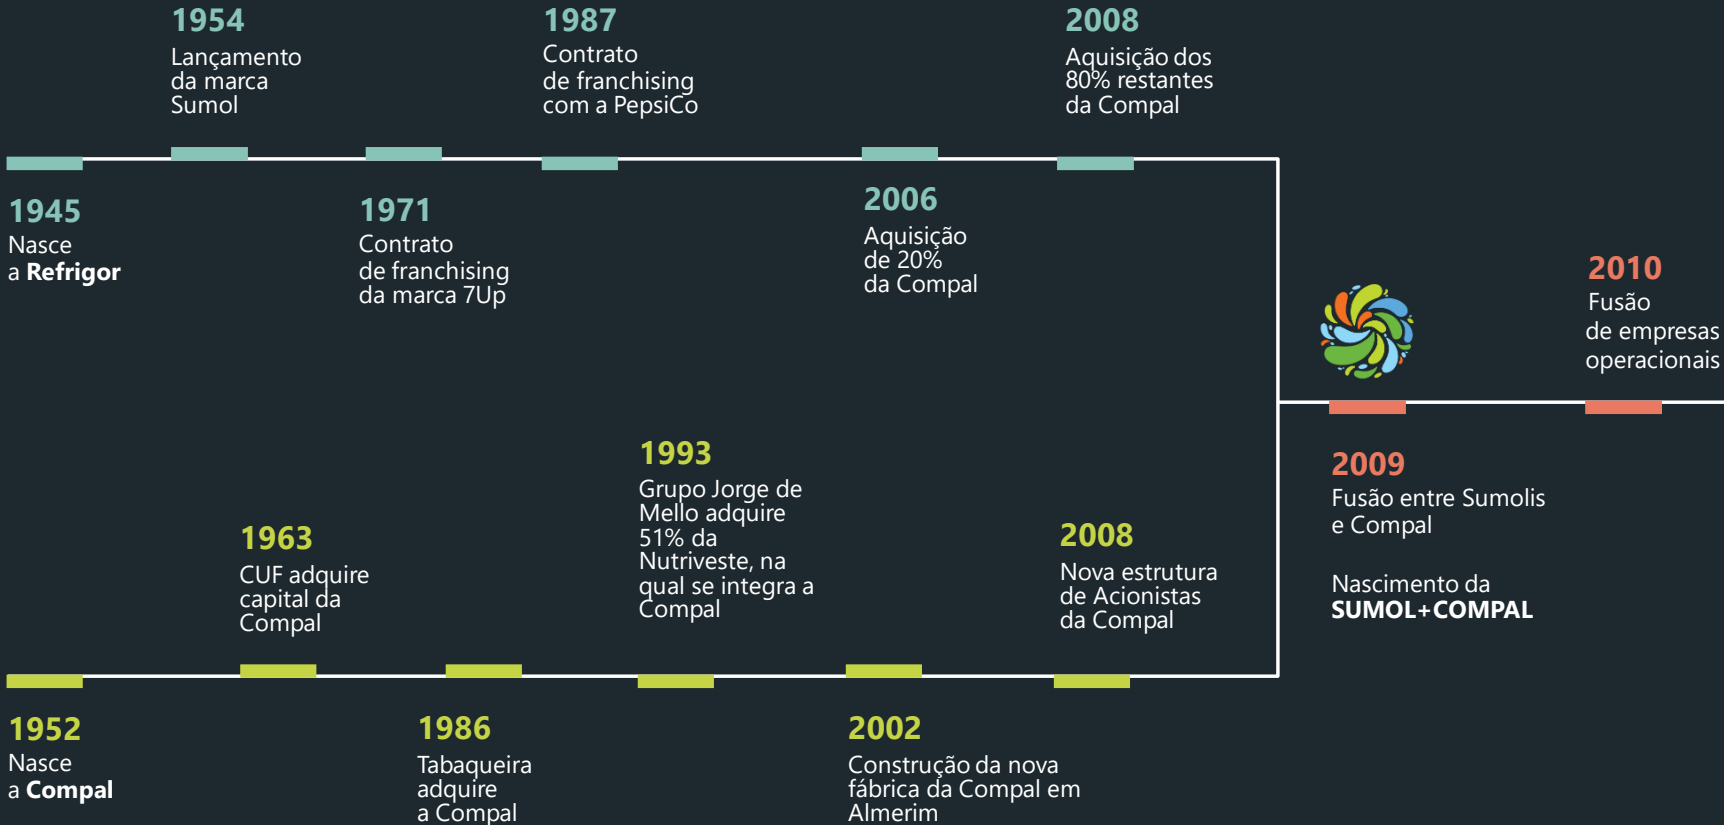 1954
Lançamento
da marca
Sumol
1987
Contrato
de franchising
com a PepsiCo
2008
Aquisição dos
80% restantes
da Compal
1945
Nasce
a Refrigor
1971
Contrato
de franchising
da marca 7Up
2006
Aquisição
de 20%
da Compal
2010
Fusão
de empresas
operacionais
2009
Fusão entre Sumolis
e Compal
Nascimento da
SUMOL+COMPAL
1963
CUF adquire
capital da
Compal
1993
Grupo Jorge de
Mello adquire
51% da
Nutriveste, na
qual se integra a
Compal
2008
Nova estrutura
de Acionistas
da Compal
1952
Nasce
a Compal
1986
Tabaqueira
adquire
a Compal
2002
Construção da nova
fábrica da Compal em
Almerim